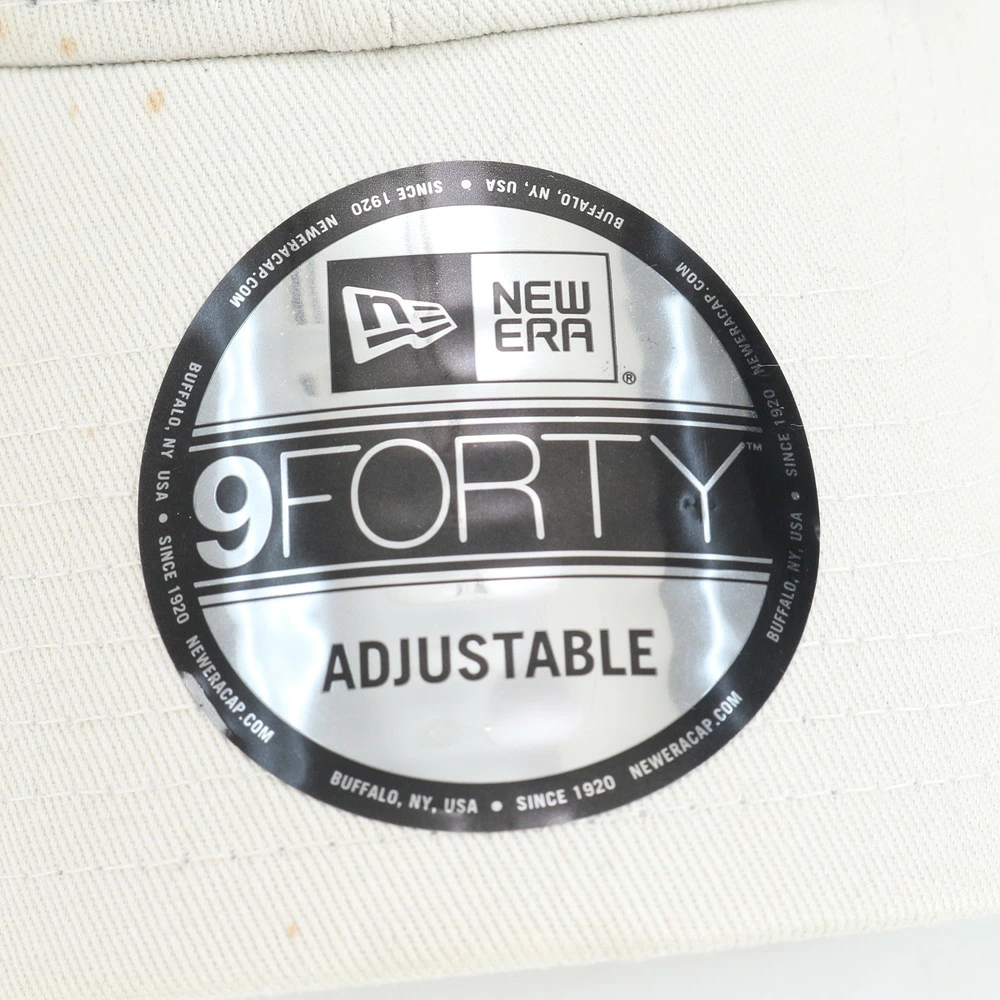 NEW
ERA
®
9FORTY™
ADJUSTABLE
BUFFALO, NY, USA • SINCE 1920 NEWERACAP.COM
BUFFALO, NY, USA • SINCE 1920 NEWERACAP.COM
BUFFALO, NY, USA • SINCE 1920 NEWERACAP.COM
BUFFALO, NY USA • SINCE 1920 NEWERACAP.COM